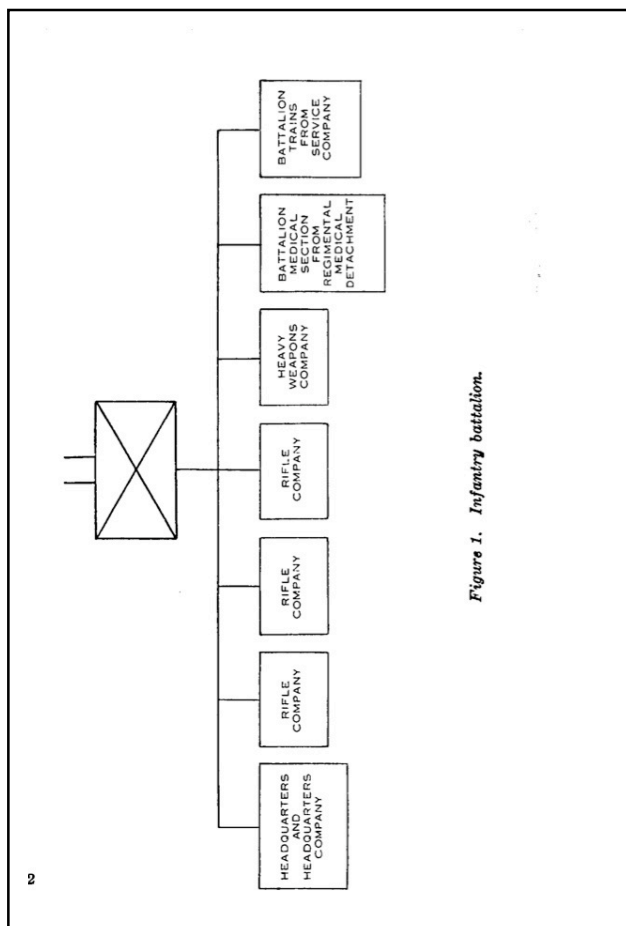 HEADQUARTERS
AND
HEADQUARTERS
COMPANY
RIFLE
COMPANY
RIFLE
COMPANY
RIFLE
COMPANY
HEAVY
WEAPONS
COMPANY
BATTALION
MEDICAL
SECTION
FROM
REGIMENTAL
MEDICAL
DETACHMENT
BATTALION
TRAINS
FROM
SERVICE
COMPANY
Figure 1. Infantry battalion.
2